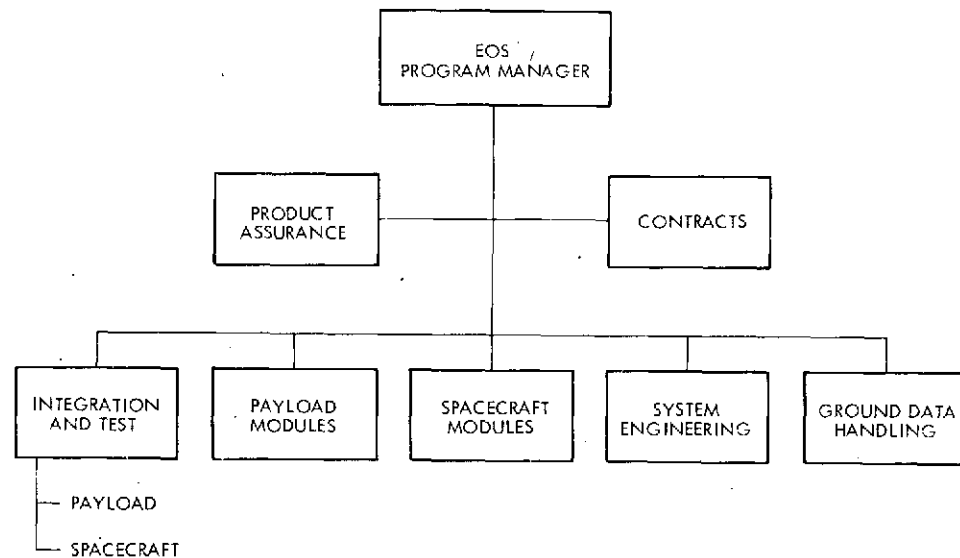 EOS
PROGRAM MANAGER
PRODUCT
ASSURANCE
CONTRACTS
INTEGRATION
AND TEST
PAYLOAD
MODULES
SPACECRAFT
MODULES
SYSTEM
ENGINEERING
GROUND DATA
HANDLING
PAYLOAD
SPACECRAFT